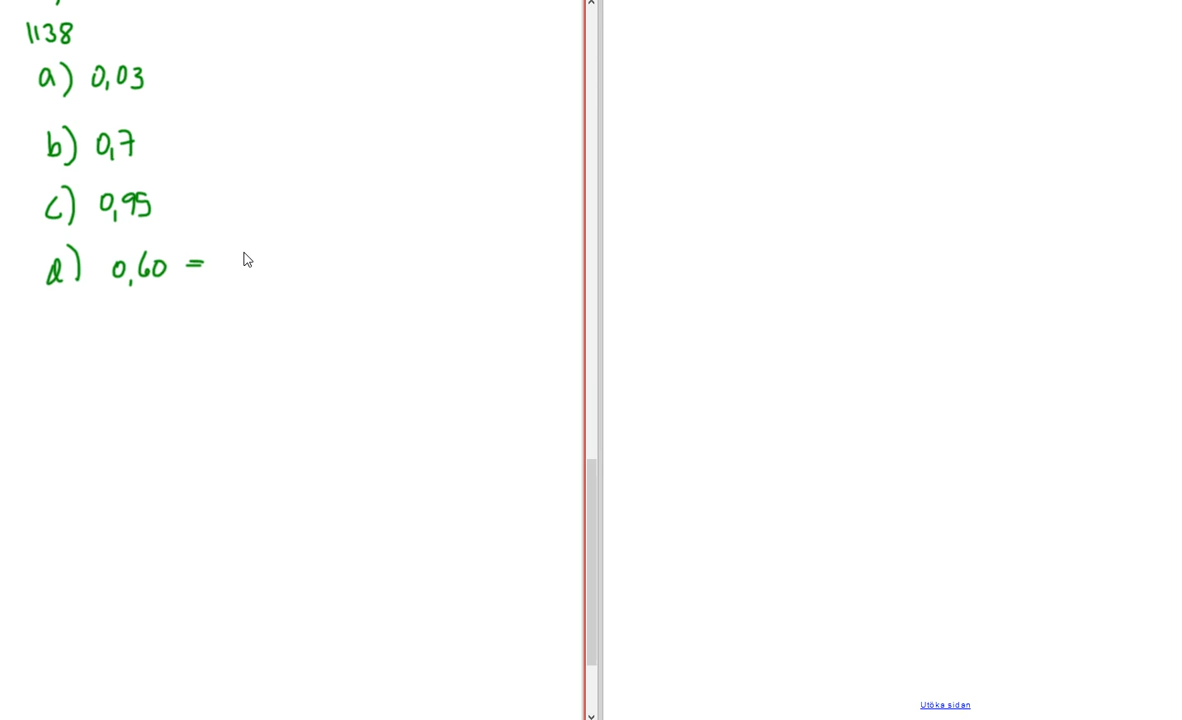 1138
a) 0,03
b) 0,7
c) 0,95
d) 0,60 =
Utöka sidan